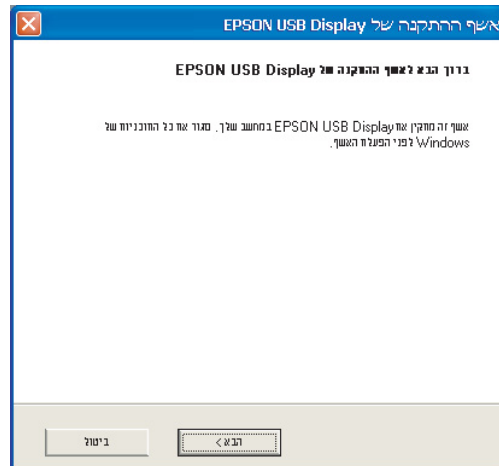 אשף ההתקנה של EPSON USB Display
ברוך הבא לאשף ההתקנה של EPSON USB Display
אשף זה מתקין את EPSON USB Display במחשב שלך. סגור את כל התוכניות של
Windows לפני הפעלת האשף.
הבא >
ביטול